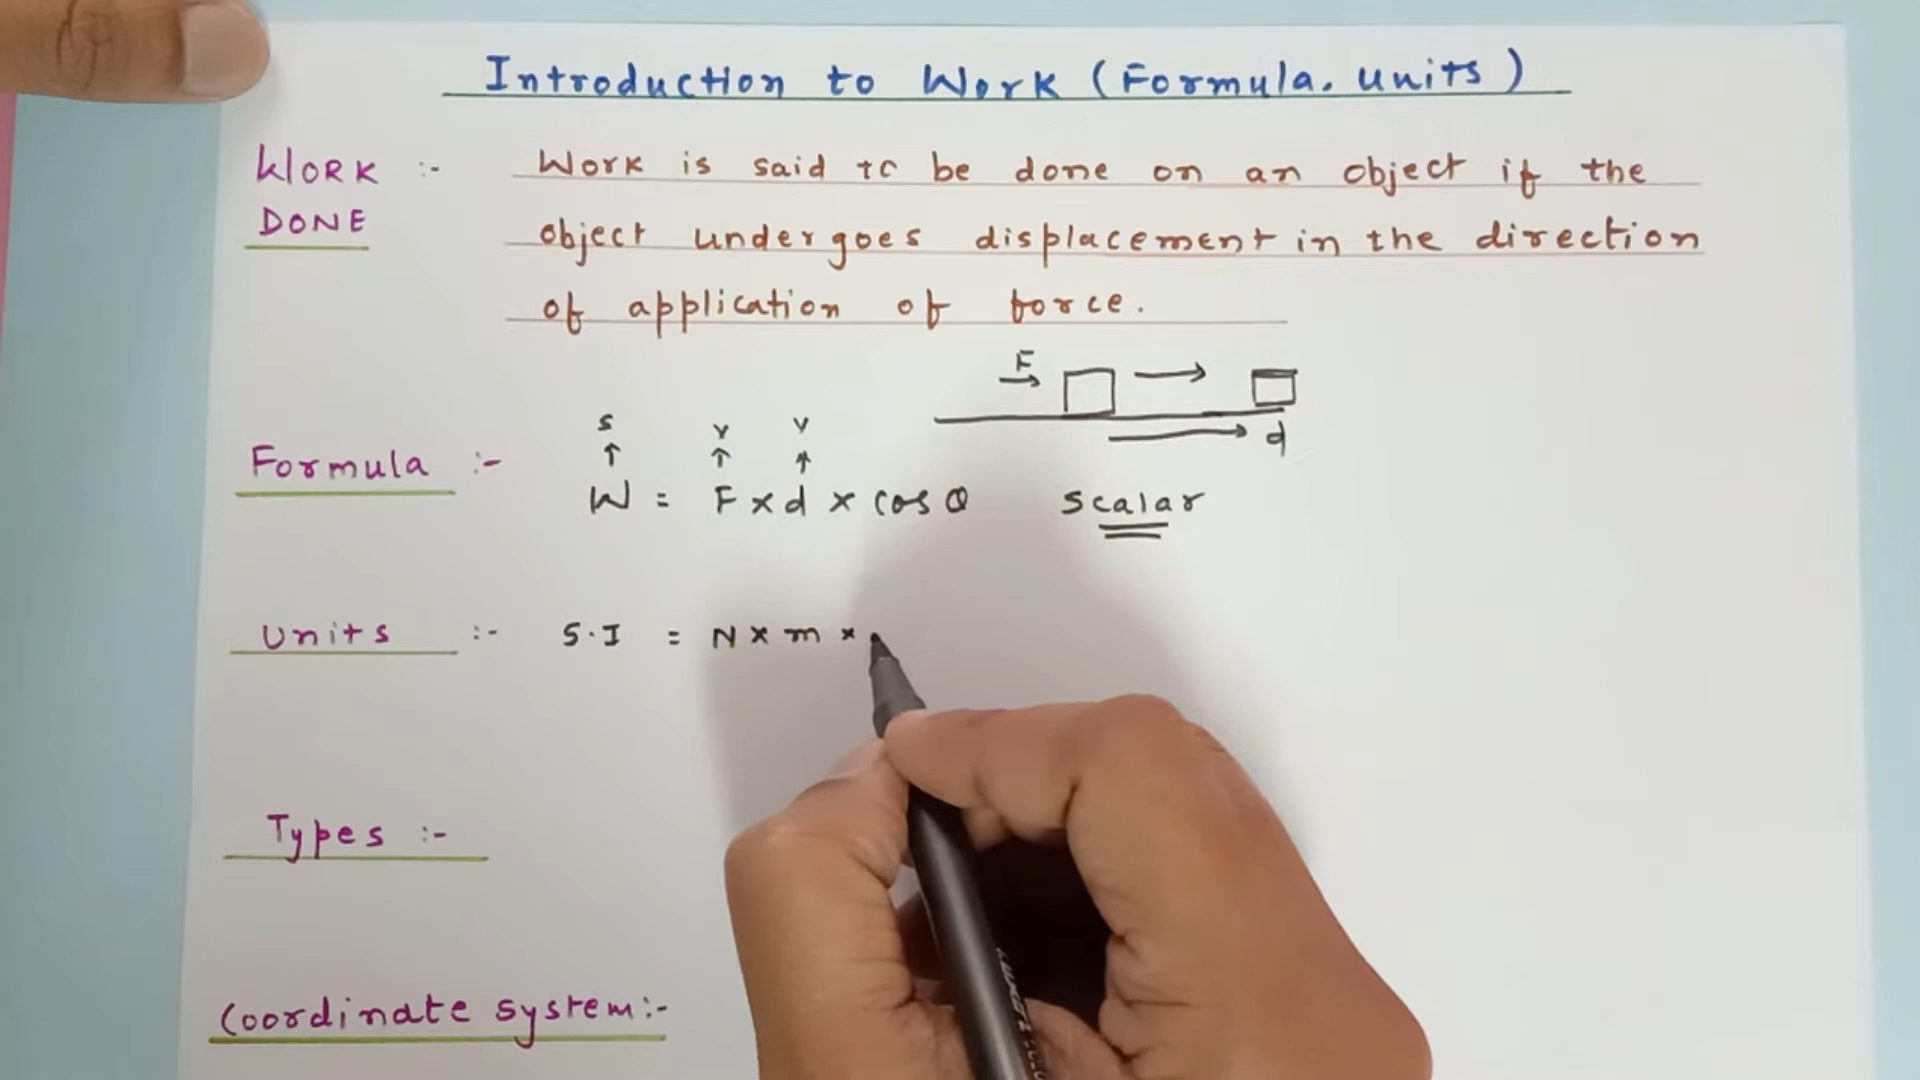 Introduction to Work (Formula, Units)
WORK DONE :- Work is said to be done on an object if the
object undergoes displacement in the direction
of application of force.
F
d
S V V
↑ ↑ ↑
Formula :- W = F × d × cos θ Scalar
Units :- S.I = N × m ×
Types :-
Coordinate system:-